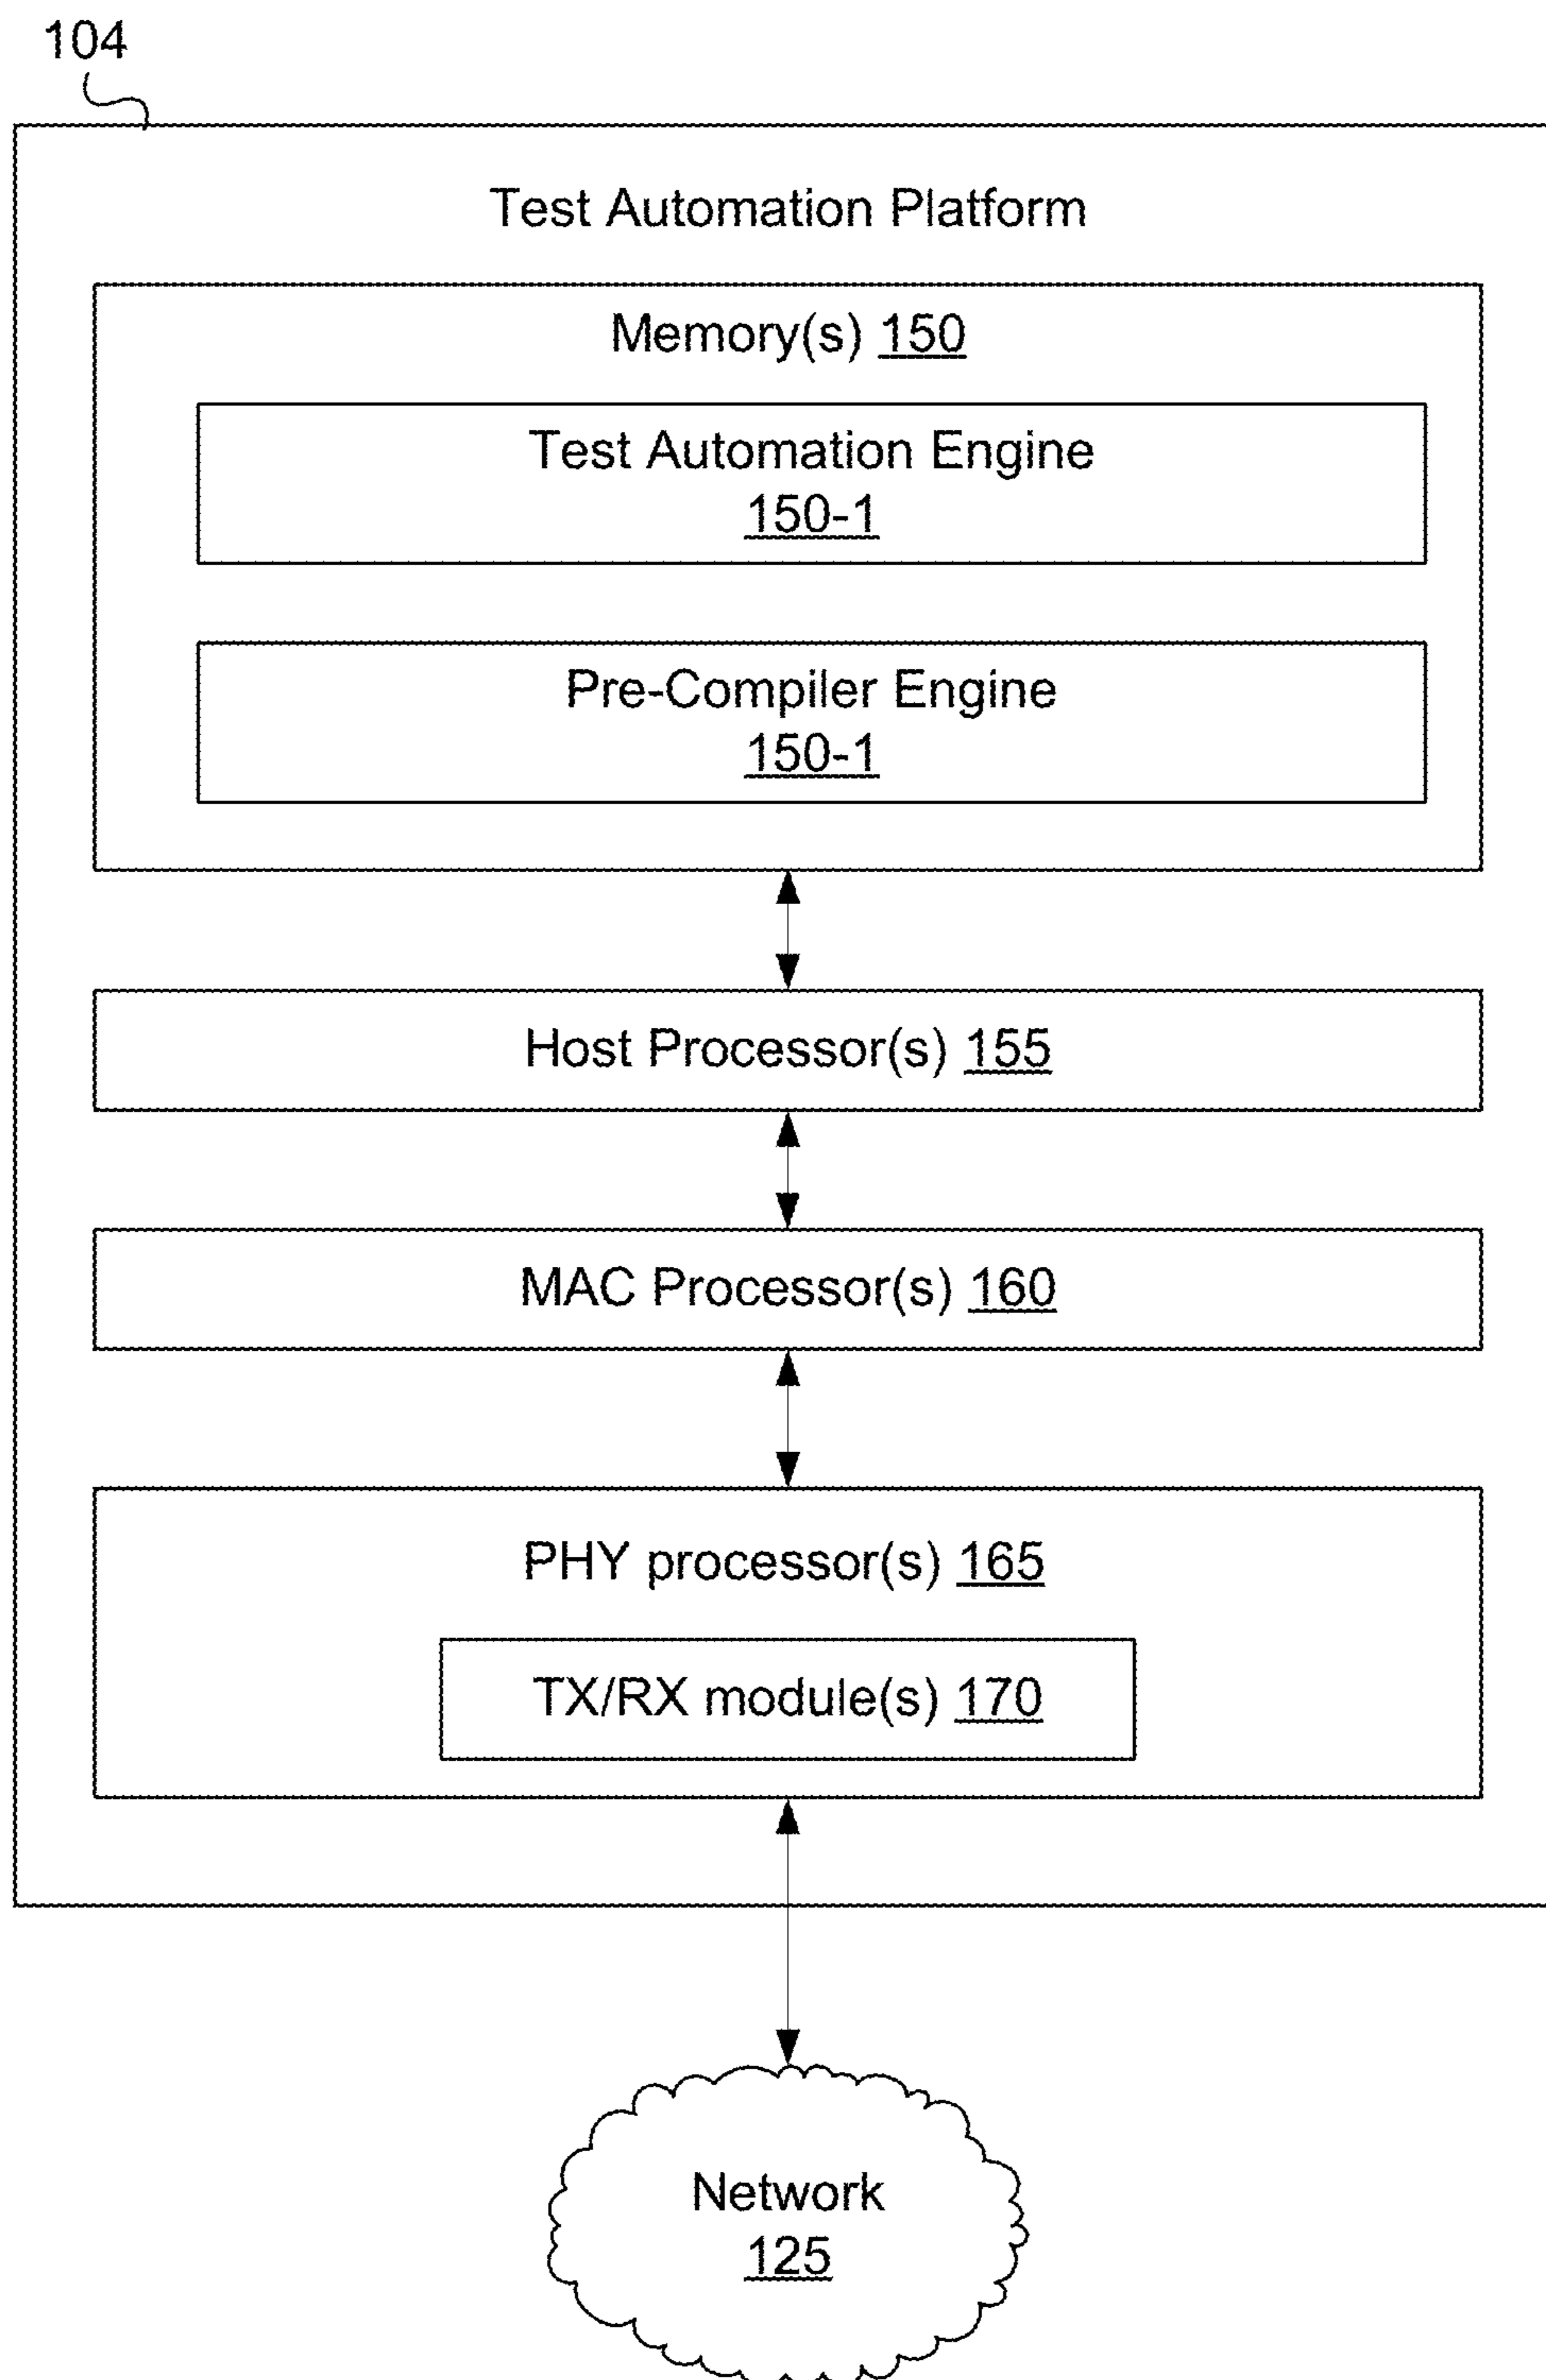 104
Test Automation Platform
Memory(s) 150
Test Automation Engine
150-1
Pre-Compiler Engine
150-1
Host Processor(s) 155
MAC Processor(s) 160
PHY processor(s) 165
TX/RX module(s) 170
Network
125